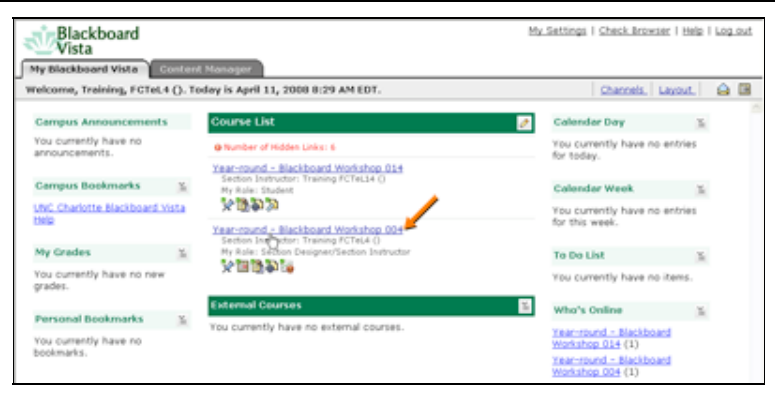 Blackboard
Vista
My Settings | Check Browser | Help | Log out
My Blackboard Vista
Content Manager
Welcome, Training, FCTeL4 (). Today is April 11, 2008 8:29 AM EDT.
Channels Layout
Campus Announcements
You currently have no
announcements.
Campus Bookmarks
UNC Charlotte Blackboard Vista
Help
My Grades
You currently have no new
grades.
Personal Bookmarks
You currently have no
bookmarks.
Course List
Number of Hidden Links: 6
Year-round - Blackboard Workshop 014
Section Instructor: Training FCTeL14 ()
My Role: Student
Year-round - Blackboard Workshop 004
Section Instructor: Training FCTeL4 ()
My Role: Section Designer/Section Instructor
External Courses
You currently have no external courses.
Calendar Day
You currently have no entries
for today.
Calendar Week
You currently have no entries
for this week.
To Do List
You currently have no items.
Who's Online
Year-round - Blackboard
Workshop 014 (1)
Year-round - Blackboard
Workshop 004 (1)